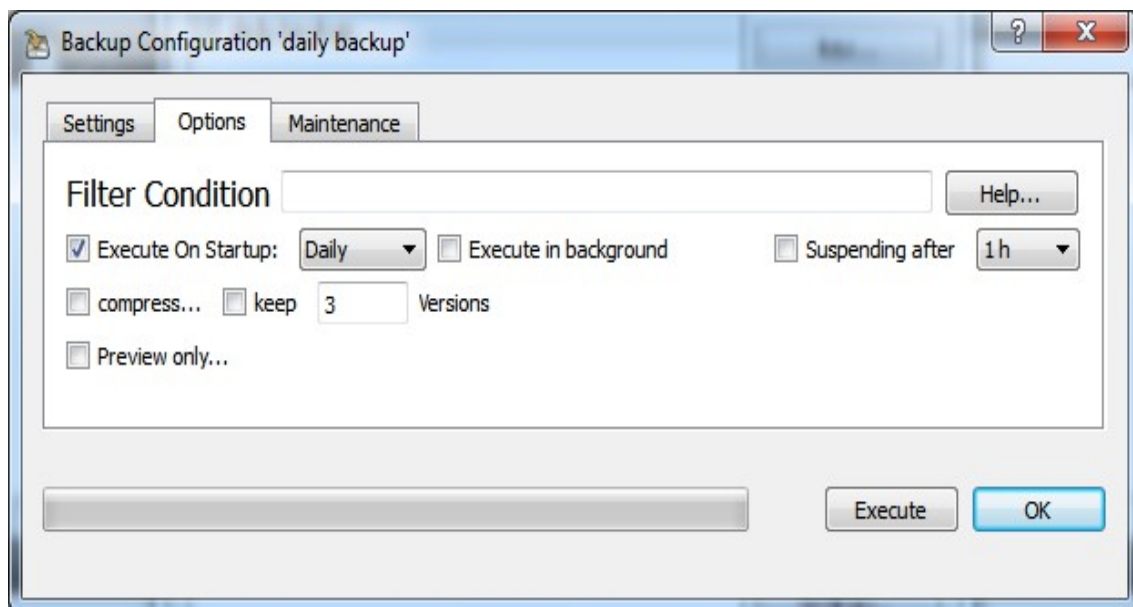 Backup Configuration 'daily backup'
? X
Settings Options Maintenance
Filter Condition Help...
Execute On Startup: Daily Execute in background Suspending after 1 h
compress... keep 3 Versions
Preview only...
Execute OK